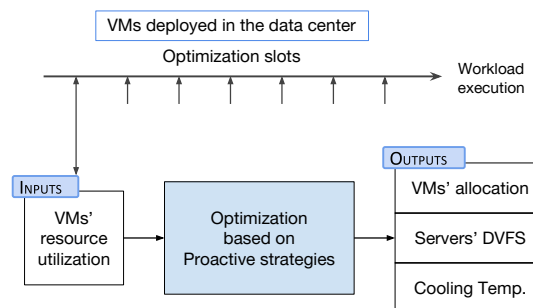 VMs deployed in the data center
Optimization slots
Workload
execution
INPUTS
VMs'
resource
utilization
Optimization
based on
Proactive strategies
OUTPUTS
VMs' allocation
Servers' DVFS
Cooling Temp.